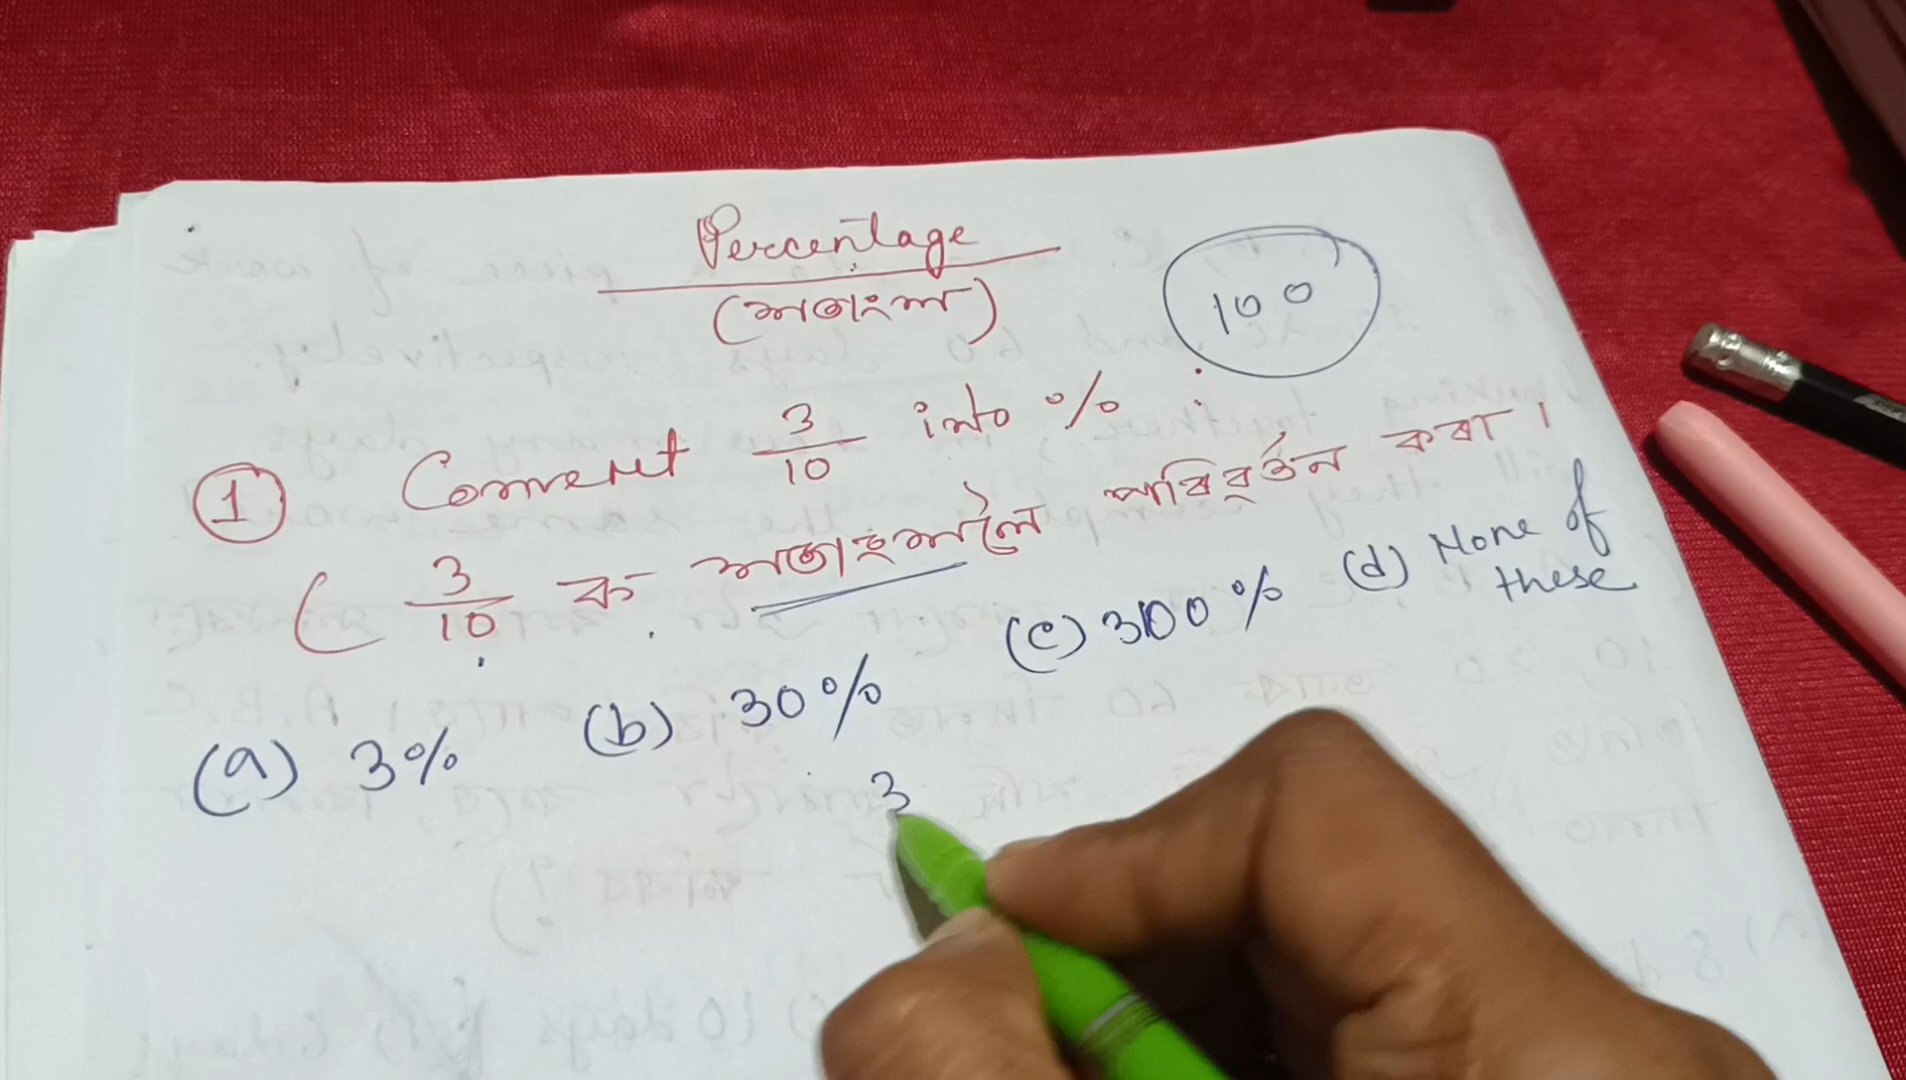 Percentage
(শতাংশ)
100
① Convert 3/10 into % :
( 3/10 ক শতাংশলৈ পৰিবৰ্তন কৰা ।
(a) 3% (b) 30% (c) 300% (d) None of these
3